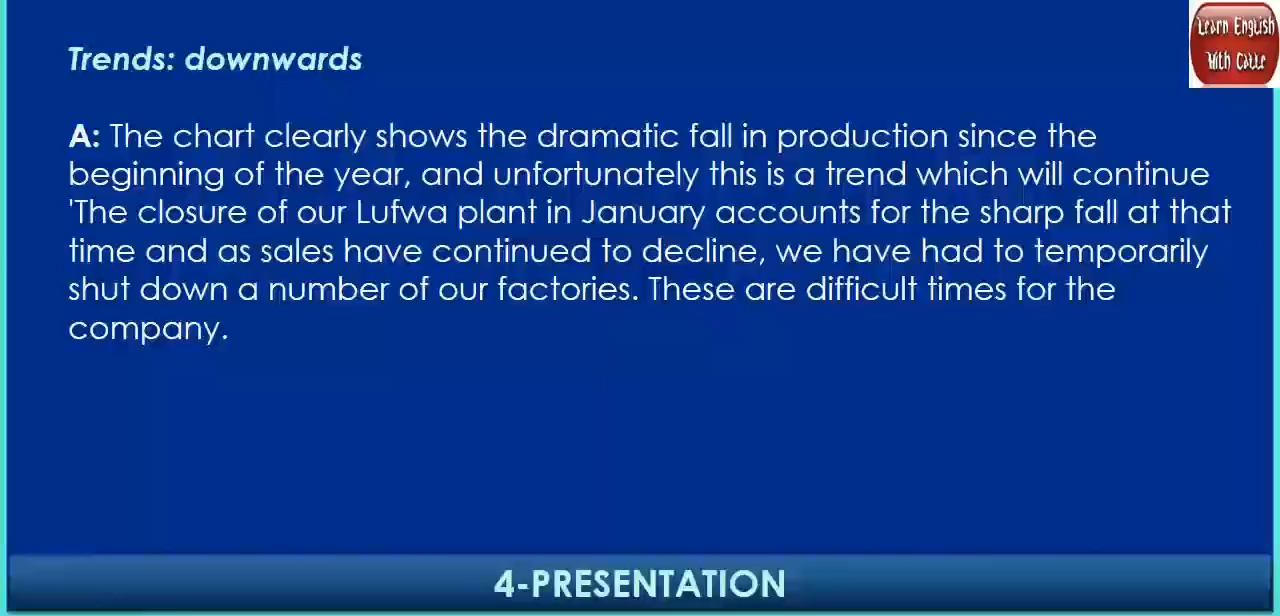 Learn English
With Cattr
Trends: downwards
A: The chart clearly shows the dramatic fall in production since the
beginning of the year, and unfortunately this is a trend which will continue
'The closure of our Lufwa plant in January accounts for the sharp fall at that
time and as sales have continued to decline, we have had to temporarily
shut down a number of our factories. These are difficult times for the
company.
4-PRESENTATION